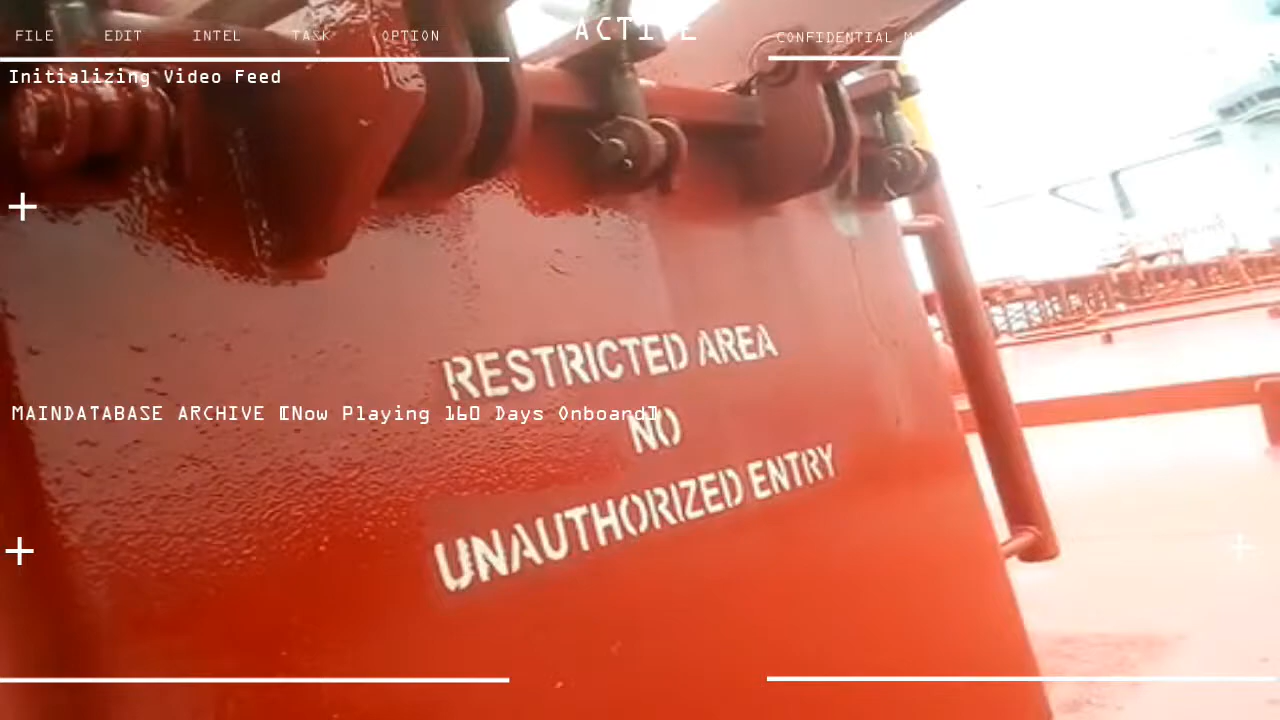 ACTIVE
FILE EDIT INTEL TASK OPTION
CONFIDENTIAL
Initializing Video Feed
RESTRICTED AREA
MAINDATABASE ARCHIVE [Now Playing 160 Days Onboard]
NO
UNAUTHORIZED ENTRY